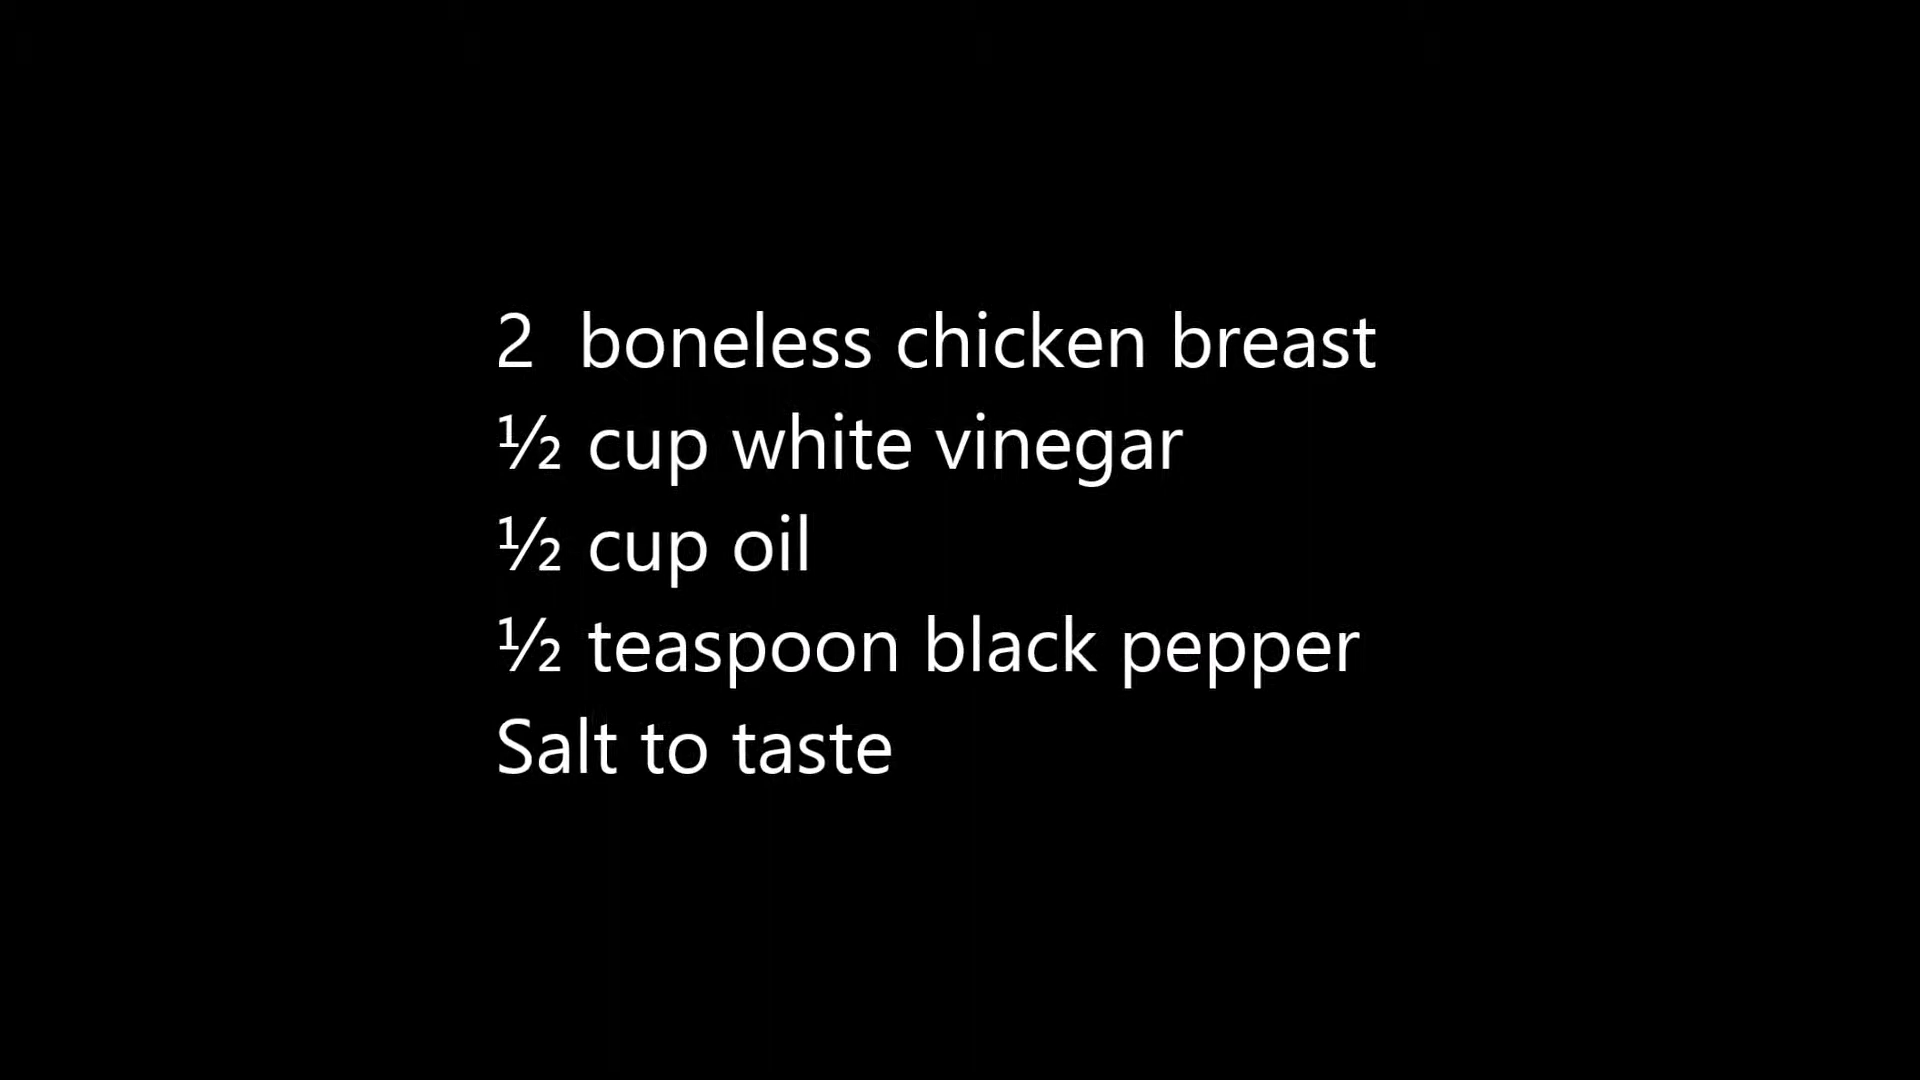 2 boneless chicken breast
½ cup white vinegar
½ cup oil
½ teaspoon black pepper
Salt to taste